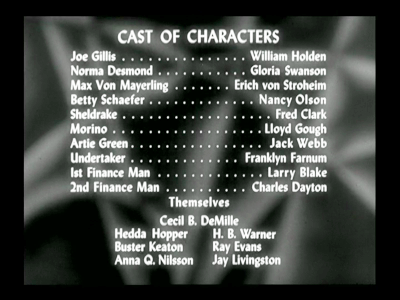 CAST OF CHARACTERS
Joe Gillis . . . . . . . . . . . . . . . William Holden
Norma Desmond . . . . . . . . . . . Gloria Swanson
Max Von Mayerling . . . . . . . Erich von Stroheim
Betty Schaefer . . . . . . . . . . . . . Nancy Olson
Sheldrake . . . . . . . . . . . . . . . . . Fred Clark
Morino . . . . . . . . . . . . . . . . . Lloyd Gough
Artie Green . . . . . . . . . . . . . . . . Jack Webb
Undertaker . . . . . . . . . . . . . Franklyn Farnum
1st Finance Man . . . . . . . . . . . . Larry Blake
2nd Finance Man . . . . . . . . . . Charles Dayton
Themselves
Cecil B. DeMille
Hedda Hopper H. B. Warner
Buster Keaton Ray Evans
Anna Q. Nilsson Jay Livingston